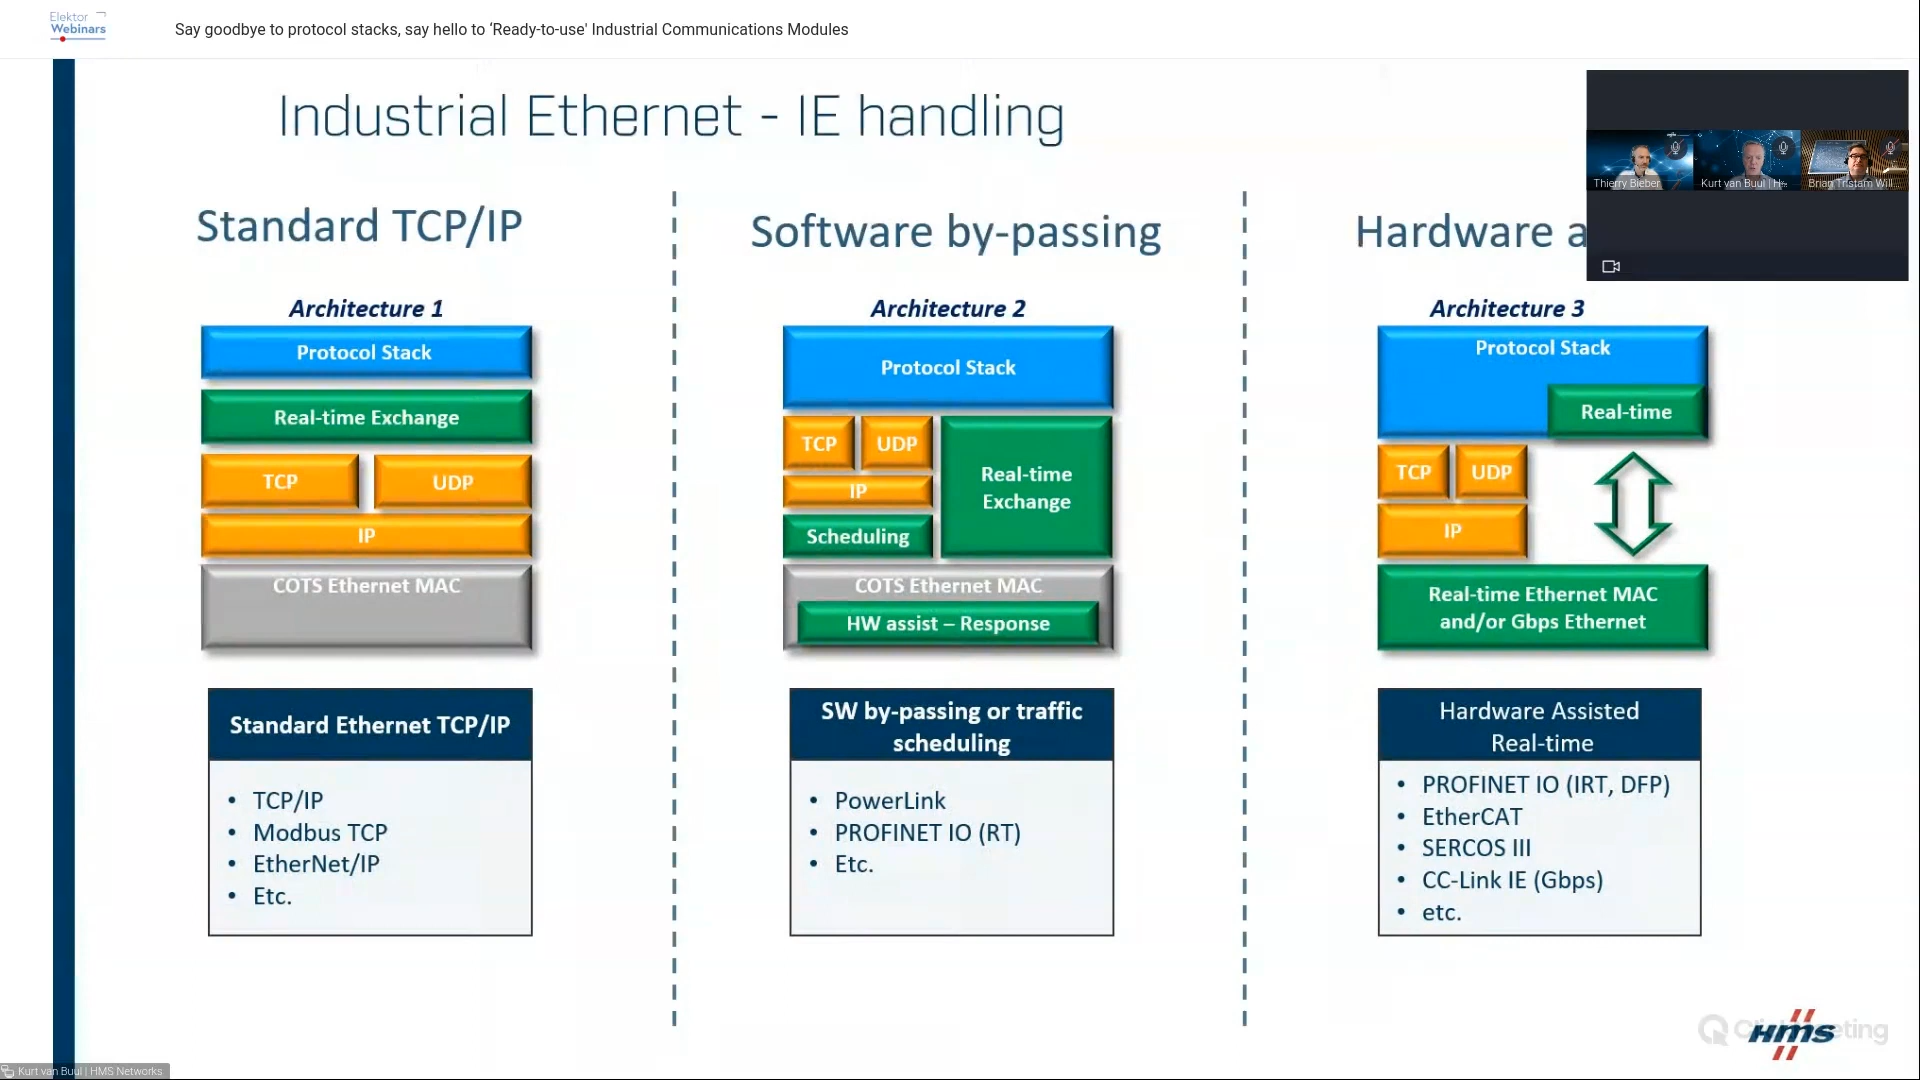 Elektor
Webinars
Say goodbye to protocol stacks, say hello to ‘Ready-to-use' Industrial Communications Modules
Industrial Ethernet - IE handling
Thierry Bieber
Kurt van Buul | H
Brian Tristam Will
Standard TCP/IP
Architecture 1
Protocol Stack
Real-time Exchange
TCP
UDP
IP
COTS Ethernet MAC
Standard Ethernet TCP/IP
• TCP/IP
• Modbus TCP
• EtherNet/IP
• Etc.
Software by-passing
Architecture 2
Protocol Stack
TCP
UDP
IP
Scheduling
Real-time
Exchange
COTS Ethernet MAC
HW assist – Response
SW by-passing or traffic
scheduling
• PowerLink
• PROFINET IO (RT)
• Etc.
Hardware a
Architecture 3
Protocol Stack
Real-time
TCP
UDP
IP
Real-time Ethernet MAC
and/or Gbps Ethernet
Hardware Assisted
Real-time
• PROFINET IO (IRT, DFP)
• EtherCAT
• SERCOS III
• CC-Link IE (Gbps)
• etc.
HMS
Kurt van Buul | HMS Networks